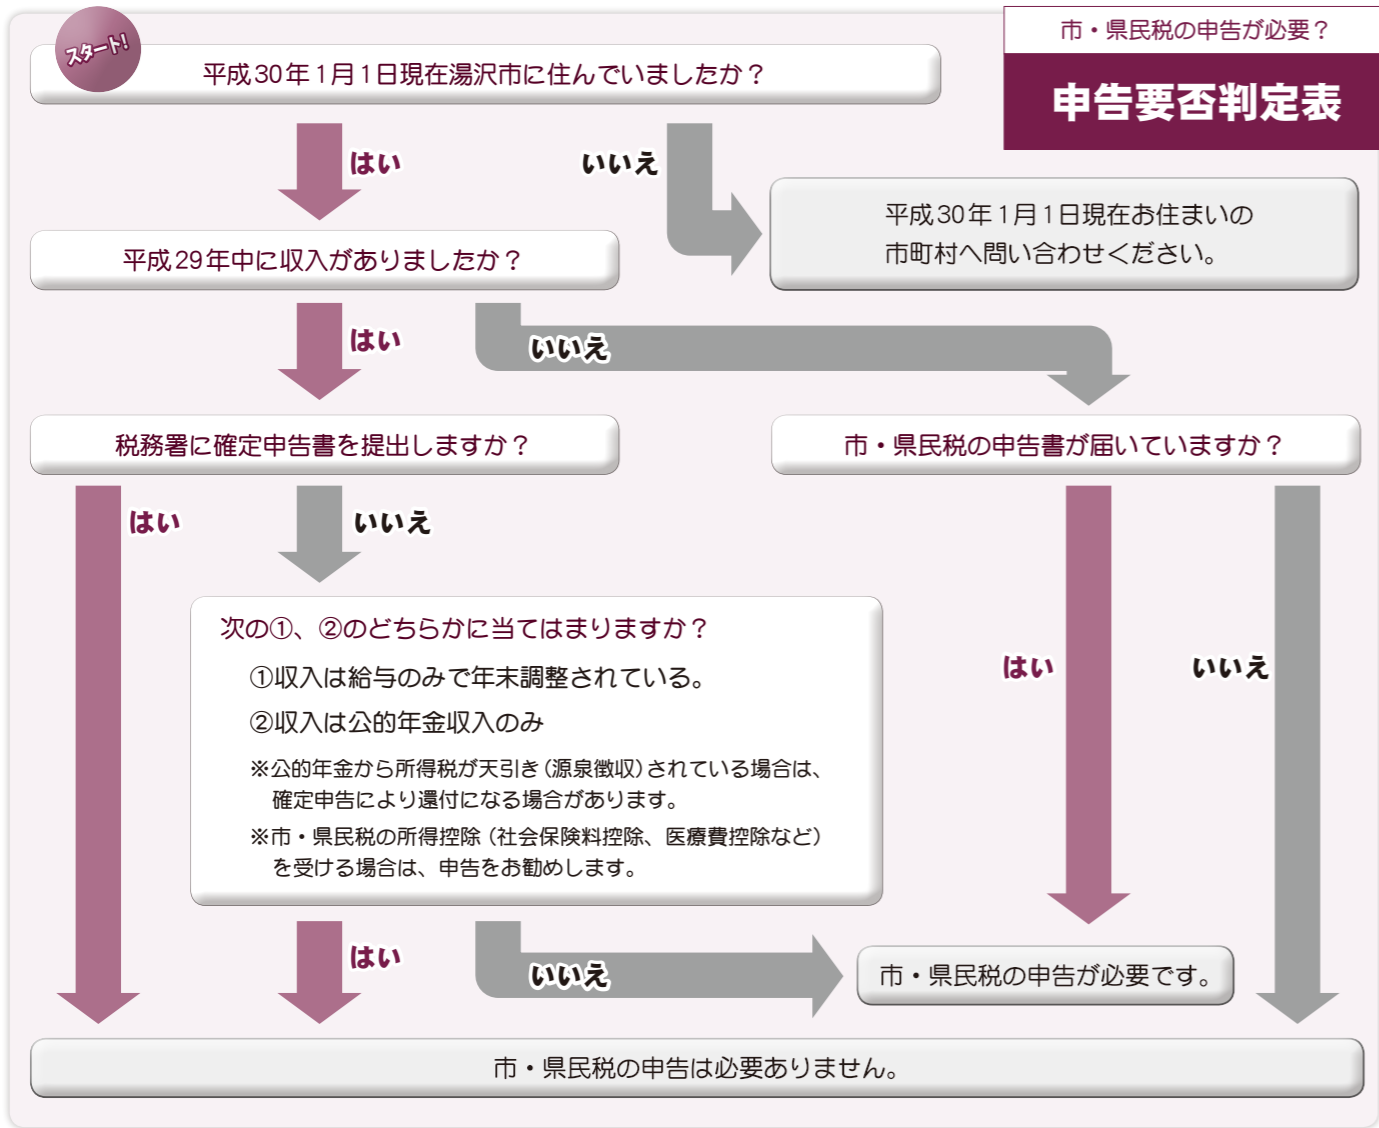 市・県民税の申告が必要？
申告要否判定表
スタート!
平成30年1月1日現在湯沢市に住んでいましたか？
はい
いいえ
平成30年1月1日現在お住まいの
市町村へ問い合わせください。
平成29年中に収入がありましたか？
はい
いいえ
税務署に確定申告書を提出しますか？
市・県民税の申告書が届いていますか？
はい
いいえ
次の①、②のどちらかに当てはまりますか？
①収入は給与のみで年末調整されている。
②収入は公的年金収入のみ
※公的年金から所得税が天引き（源泉徴収）されている場合は、
確定申告により還付になる場合があります。
※市・県民税の所得控除（社会保険料控除、医療費控除など）
を受ける場合は、申告をお勧めします。
はい
いいえ
はい
いいえ
市・県民税の申告が必要です。
市・県民税の申告は必要ありません。